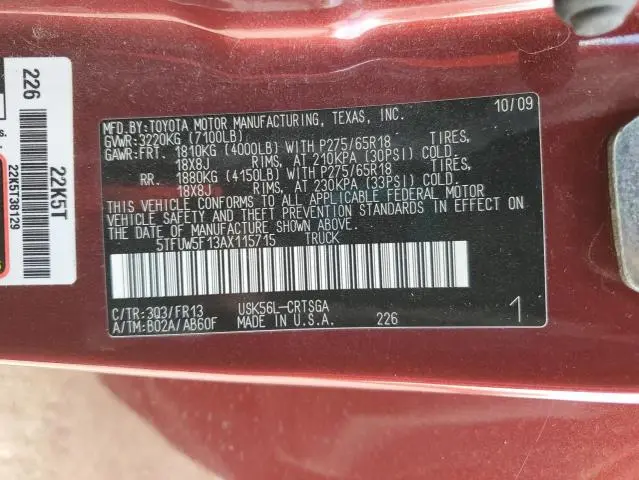 MFD.BY:TOYOTA MOTOR MANUFACTURING, TEXAS, INC. 10/09
GVWR:3220KG (7100LB)
GAWR:FRT. 1810KG (4000LB) WITH P275/65R18 TIRES,
18X8J RIMS, AT 210KPA (30PSI) COLD.
RR. 1880KG (4150LB) WITH P275/65R18 TIRES,
18X8J RIMS, AT 230KPA (33PSI) COLD.
THIS VEHICLE CONFORMS TO ALL APPLICABLE FEDERAL MOTOR
VEHICLE SAFETY AND THEFT PREVENTION STANDARDS IN EFFECT ON
THE DATE OF MANUFACTURE SHOWN ABOVE.
5TFUW5F13AX115715 TRUCK
C/TR:3Q3/FR13 USK56L-CRTSGA
A/TM:B02A/AB60F MADE IN U.S.A. 226 1
226
22K5T
22K5T38129
s.